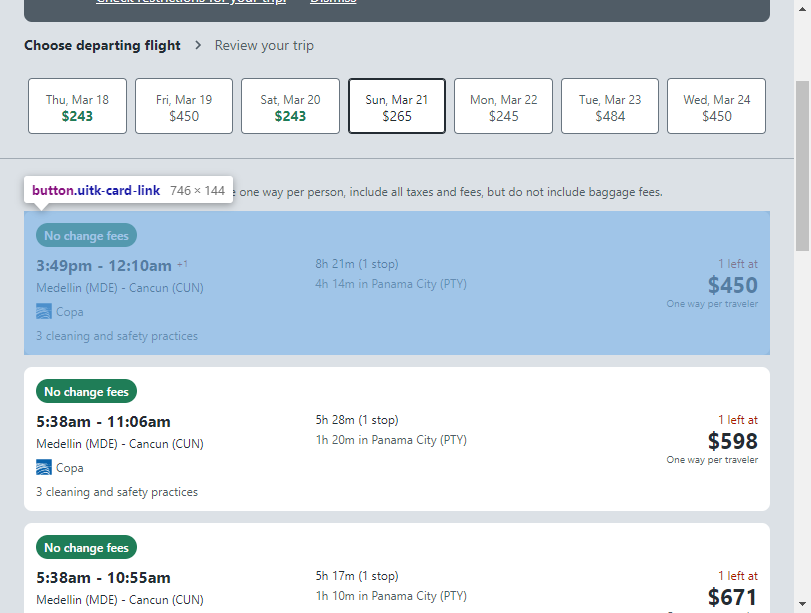 Check restrictions for your trip. Dismiss
Choose departing flight > Review your trip
Thu, Mar 18
$243
Fri, Mar 19
$450
Sat, Mar 20
$243
Sun, Mar 21
$265
Mon, Mar 22
$245
Tue, Mar 23
$484
Wed, Mar 24
$450
button.uitk-card-link 746 × 144
one way per person, include all taxes and fees, but do not include baggage fees.
No change fees
3:49pm - 12:10am +1
8h 21m (1 stop)
1 left at
Medellin (MDE) - Cancun (CUN)
4h 14m in Panama City (PTY)
$450
One way per traveler
Copa
3 cleaning and safety practices
No change fees
5:38am - 11:06am
5h 28m (1 stop)
1 left at
Medellin (MDE) - Cancun (CUN)
1h 20m in Panama City (PTY)
$598
One way per traveler
Copa
3 cleaning and safety practices
No change fees
5:38am - 10:55am
5h 17m (1 stop)
1 left at
Medellin (MDE) - Cancun (CUN)
1h 10m in Panama City (PTY)
$671